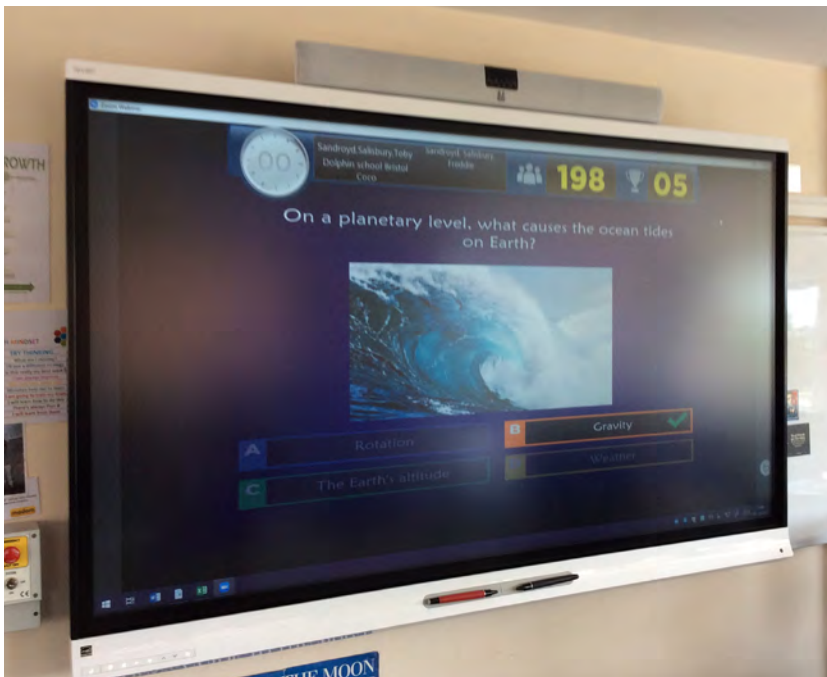 ROWTH
00
Sandroyd,Salisbury,Toby
Dolphin school Bristol
Coco
Sandroyd, Salisbury
Freddie
198
05
On a planetary level, what causes the ocean tides
on Earth?
A Rotation
B Gravity
C The Earth's altitude
Weather
MINDSET
THE MOON